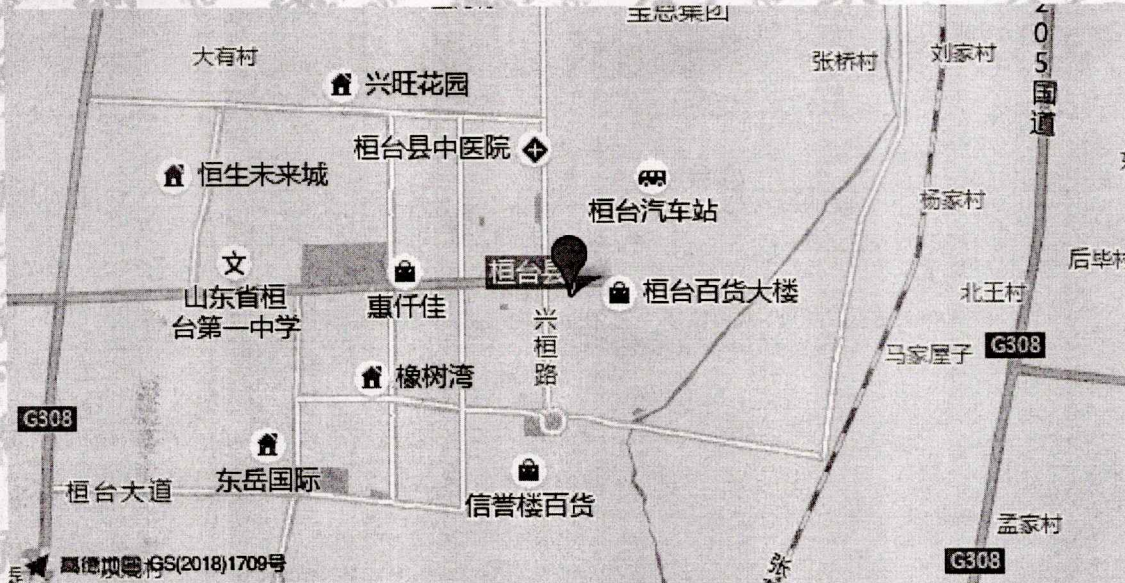 宝恩集团
大有村
兴旺花园
张桥村
刘家村
205国道
桓台县中医院
恒生未来城
桓台汽车站
杨家村
文
山东省桓
台第一中学
惠仟佳
桓台县
桓台百货大楼
后毕村
北王村
兴桓路
马家屋子
G308
橡树湾
G308
东岳国际
桓台大道
信誉楼百货
孟家村
G308
高德地图 GS(2018)1709号